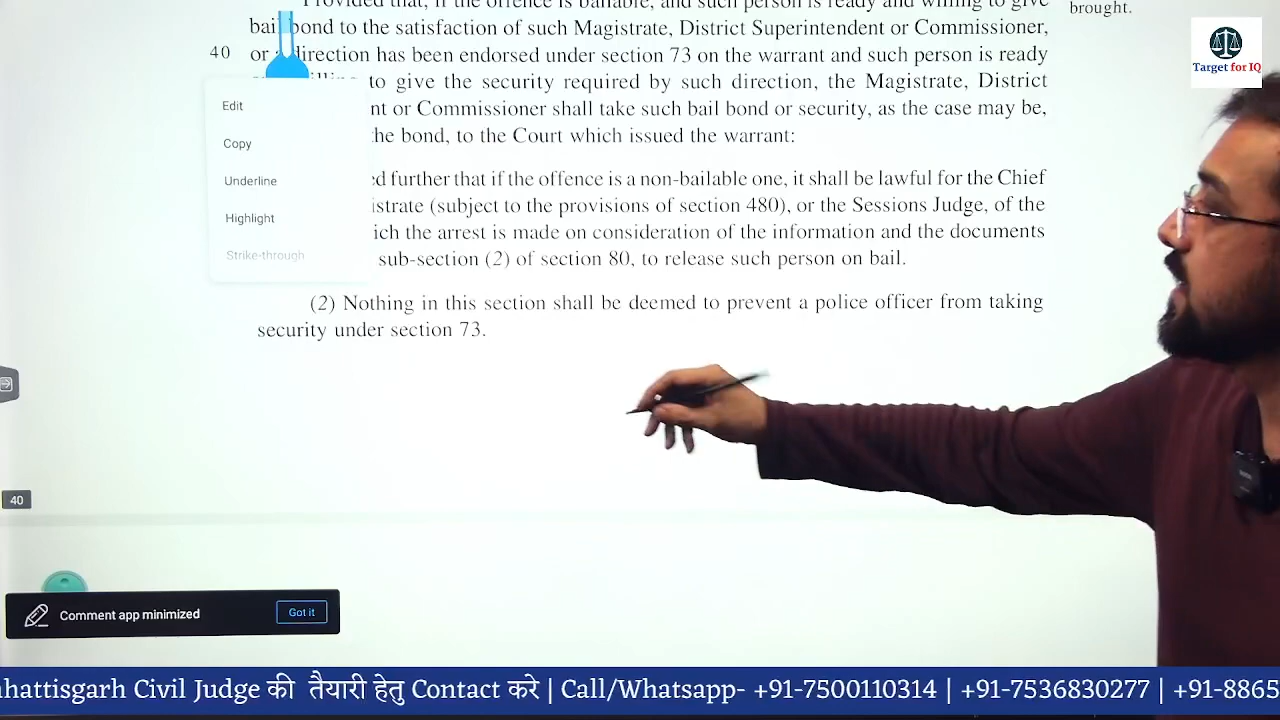 Provided that, if the offence is bailable, and such person is ready and willing to give
brought.
bail bond to the satisfaction of such Magistrate, District Superintendent or Commissioner,
40 or direction has been endorsed under section 73 on the warrant and such person is ready
to give the security required by such direction, the Magistrate, District
nt or Commissioner shall take such bail bond or security, as the case may be,
he bond, to the Court which issued the warrant:
ed further that if the offence is a non-bailable one, it shall be lawful for the Chief
istrate (subject to the provisions of section 480), or the Sessions Judge, of the
ich the arrest is made on consideration of the information and the documents
sub-section (2) of section 80, to release such person on bail.
(2) Nothing in this section shall be deemed to prevent a police officer from taking
security under section 73.
Edit
Copy
Underline
Highlight
Strike-through
Target for IQ
40
Comment app minimized
Got it
hhattisgarh Civil Judge की तैयारी हेतु Contact करे | Call/Whatsapp- +91-7500110314 | +91-7536830277 | +91-8865